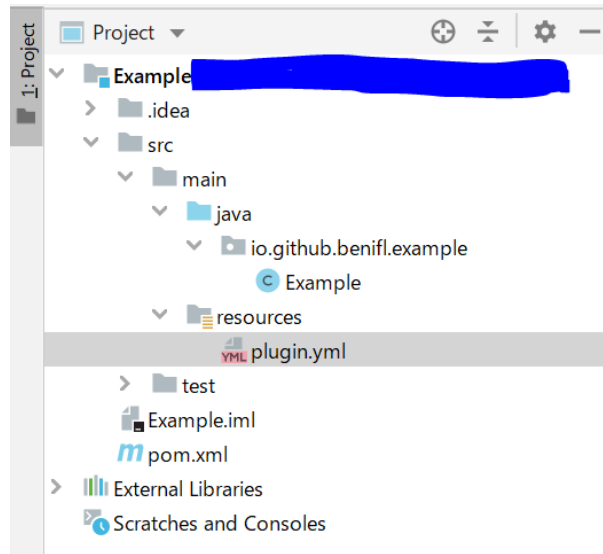 1: Project
Project
Example
.idea
src
main
java
io.github.benifl.example
C Example
resources
YML plugin.yml
test
Example.iml
m pom.xml
External Libraries
Scratches and Consoles